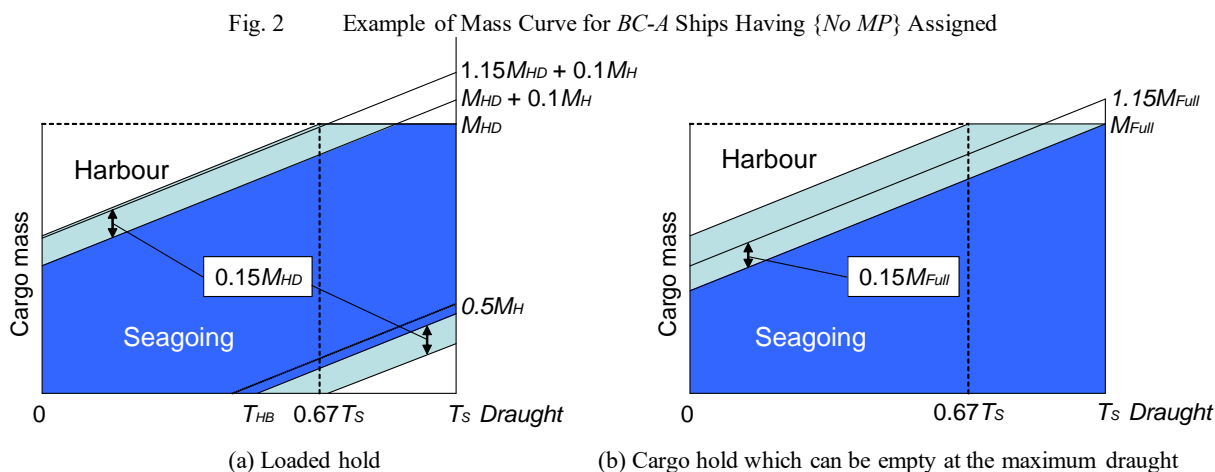 Fig. 2 Example of Mass Curve for BC-A Ships Having {No MP} Assigned
1.15MHD + 0.1MH
MHD + 0.1MH
MHD
Harbour
Cargo mass
0.15MHD
0.5MH
Seagoing
0 THB 0.67TS TS Draught
(a) Loaded hold
1.15MFull
MFull
Cargo mass
0.15MFull
Seagoing
0 0.67TS TS Draught
(b) Cargo hold which can be empty at the maximum draught